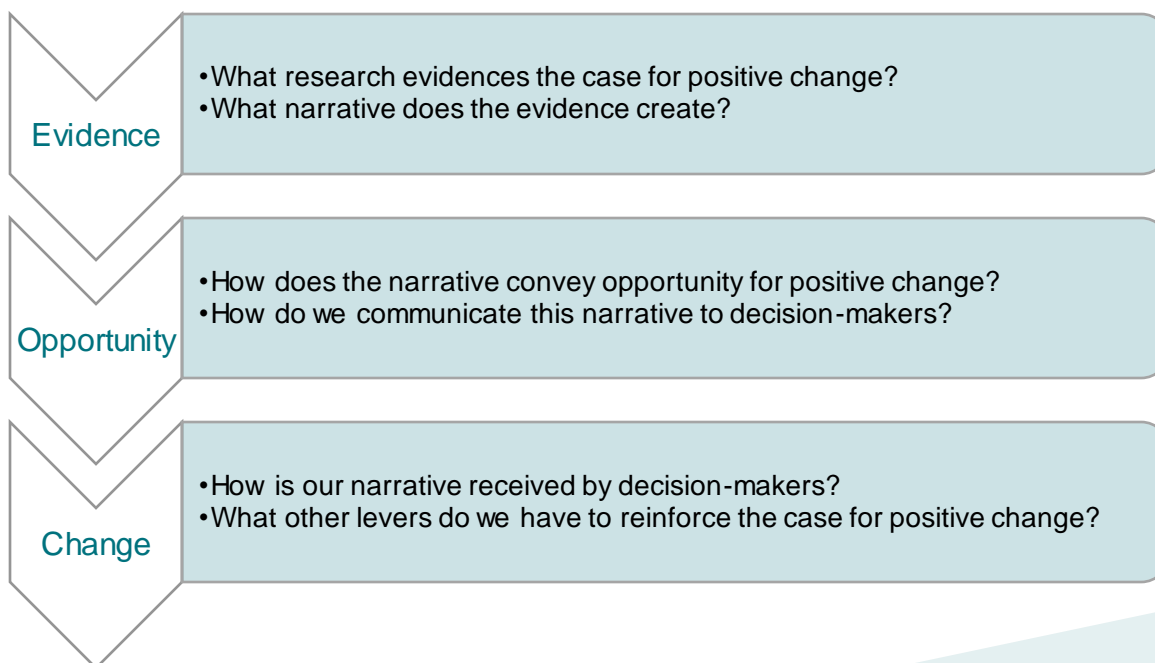 •What research evidences the case for positive change?
•What narrative does the evidence create?
Evidence
•How does the narrative convey opportunity for positive change?
•How do we communicate this narrative to decision-makers?
Opportunity
•How is our narrative received by decision-makers?
•What other levers do we have to reinforce the case for positive change?
Change